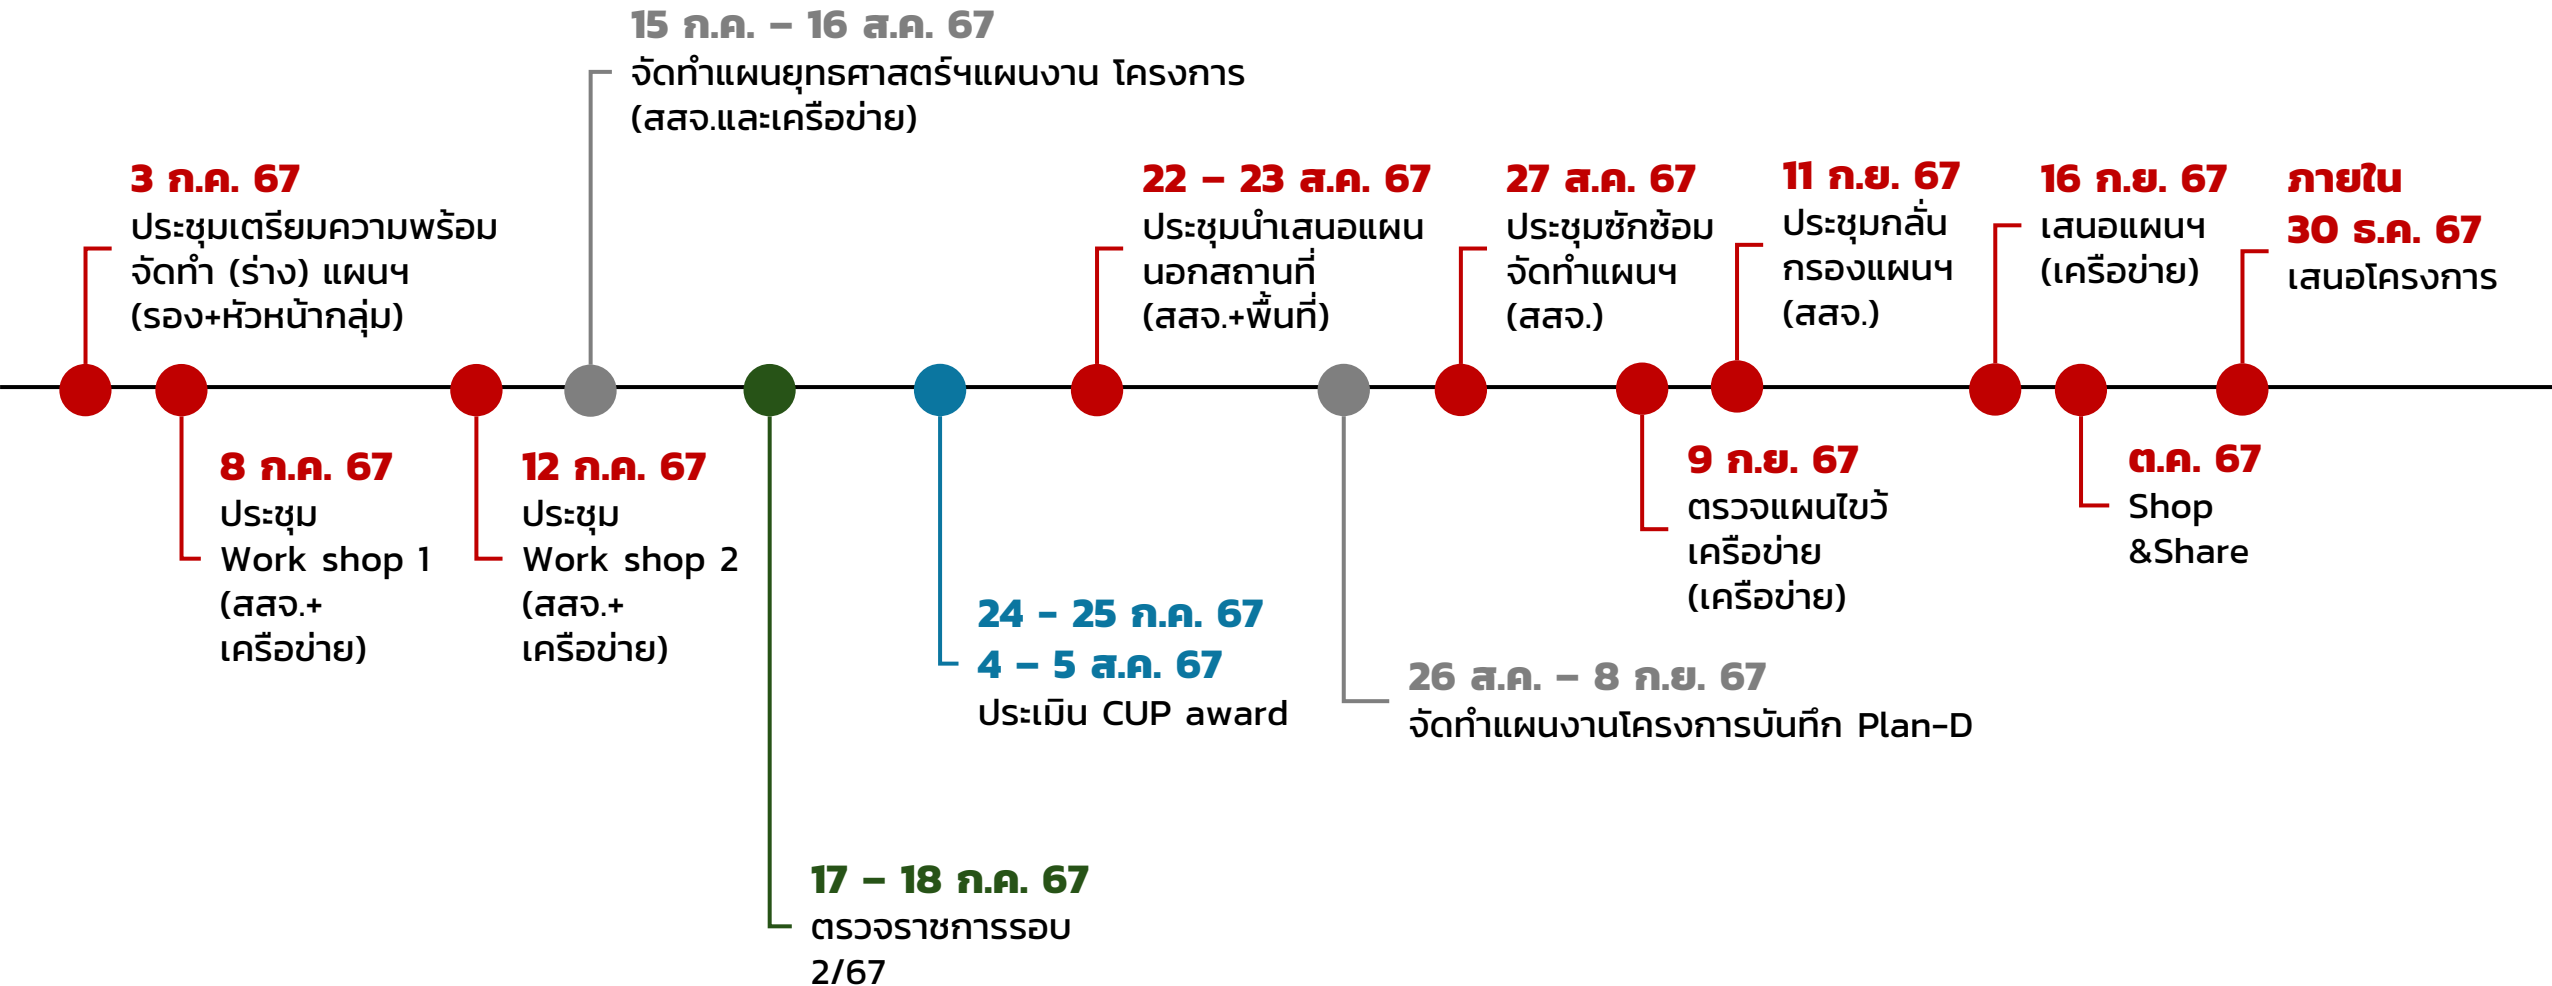 15 ก.ค. – 16 ส.ค. 67
จัดทำแผนยุทธศาสตร์ฯแผนงาน โครงการ
(สสจ.และเครือข่าย)
3 ก.ค. 67
ประชุมเตรียมความพร้อม
จัดทำ (ร่าง) แผนฯ
(รอง+หัวหน้ากลุ่ม)
22 – 23 ส.ค. 67
ประชุมนำเสนอแผน
นอกสถานที่
(สสจ.+พื้นที่)
27 ส.ค. 67
ประชุมซักซ้อม
จัดทำแผนฯ
(สสจ.)
11 ก.ย. 67
ประชุมกลั่น
กรองแผนฯ
(สสจ.)
16 ก.ย. 67
เสนอแผนฯ
(เครือข่าย)
ภายใน
30 ธ.ค. 67
เสนอโครงการ
8 ก.ค. 67
ประชุม
Work shop 1
(สสจ.+
เครือข่าย)
12 ก.ค. 67
ประชุม
Work shop 2
(สสจ.+
เครือข่าย)
17 – 18 ก.ค. 67
ตรวจราชการรอบ
2/67
24 – 25 ก.ค. 67
4 – 5 ส.ค. 67
ประเมิน CUP award
26 ส.ค. – 8 ก.ย. 67
จัดทำแผนงานโครงการบันทึก Plan-D
9 ก.ย. 67
ตรวจแผนไขว้
เครือข่าย
(เครือข่าย)
ต.ค. 67
Shop
&Share